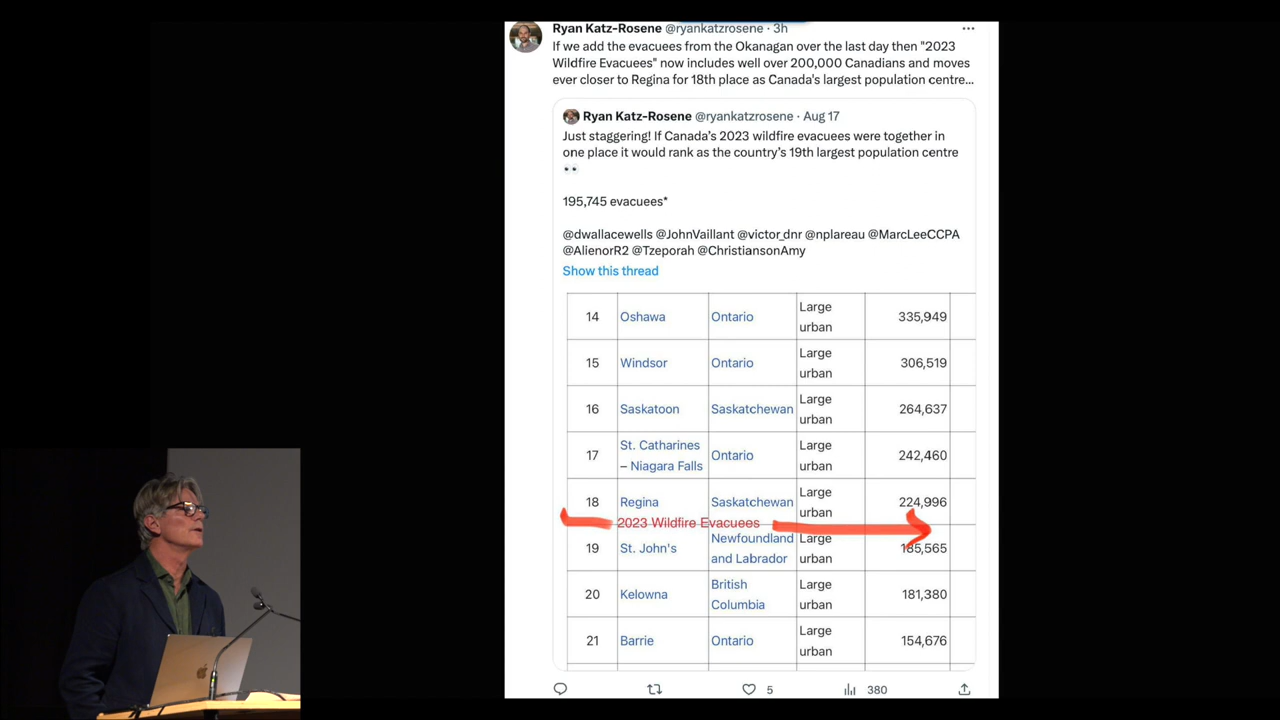 Ryan Katz-Rosene @ryankatzrosene · 3h
If we add the evacuees from the Okanagan over the last day then "2023
Wildfire Evacuees" now includes well over 200,000 Canadians and moves
ever closer to Regina for 18th place as Canada's largest population centre...
Ryan Katz-Rosene @ryankatzrosene · Aug 17
Just staggering! If Canada's 2023 wildfire evacuees were together in
one place it would rank as the country's 19th largest population centre
👀
195,745 evacuees*
@dwallacewells @JohnVaillant @victor_dnr @nplareau @MarcLeeCCPA
@AlienorR2 @Tzeporah @ChristiansonAmy
Show this thread
14 Oshawa Ontario Large urban 335,949
15 Windsor Ontario Large urban 306,519
16 Saskatoon Saskatchewan Large urban 264,637
17 St. Catharines – Niagara Falls Ontario Large urban 242,460
18 Regina Saskatchewan Large urban 224,996
2023 Wildfire Evacuees
19 St. John's Newfoundland and Labrador Large urban 185,565
20 Kelowna British Columbia Large urban 181,380
21 Barrie Ontario Large urban 154,676
5 380